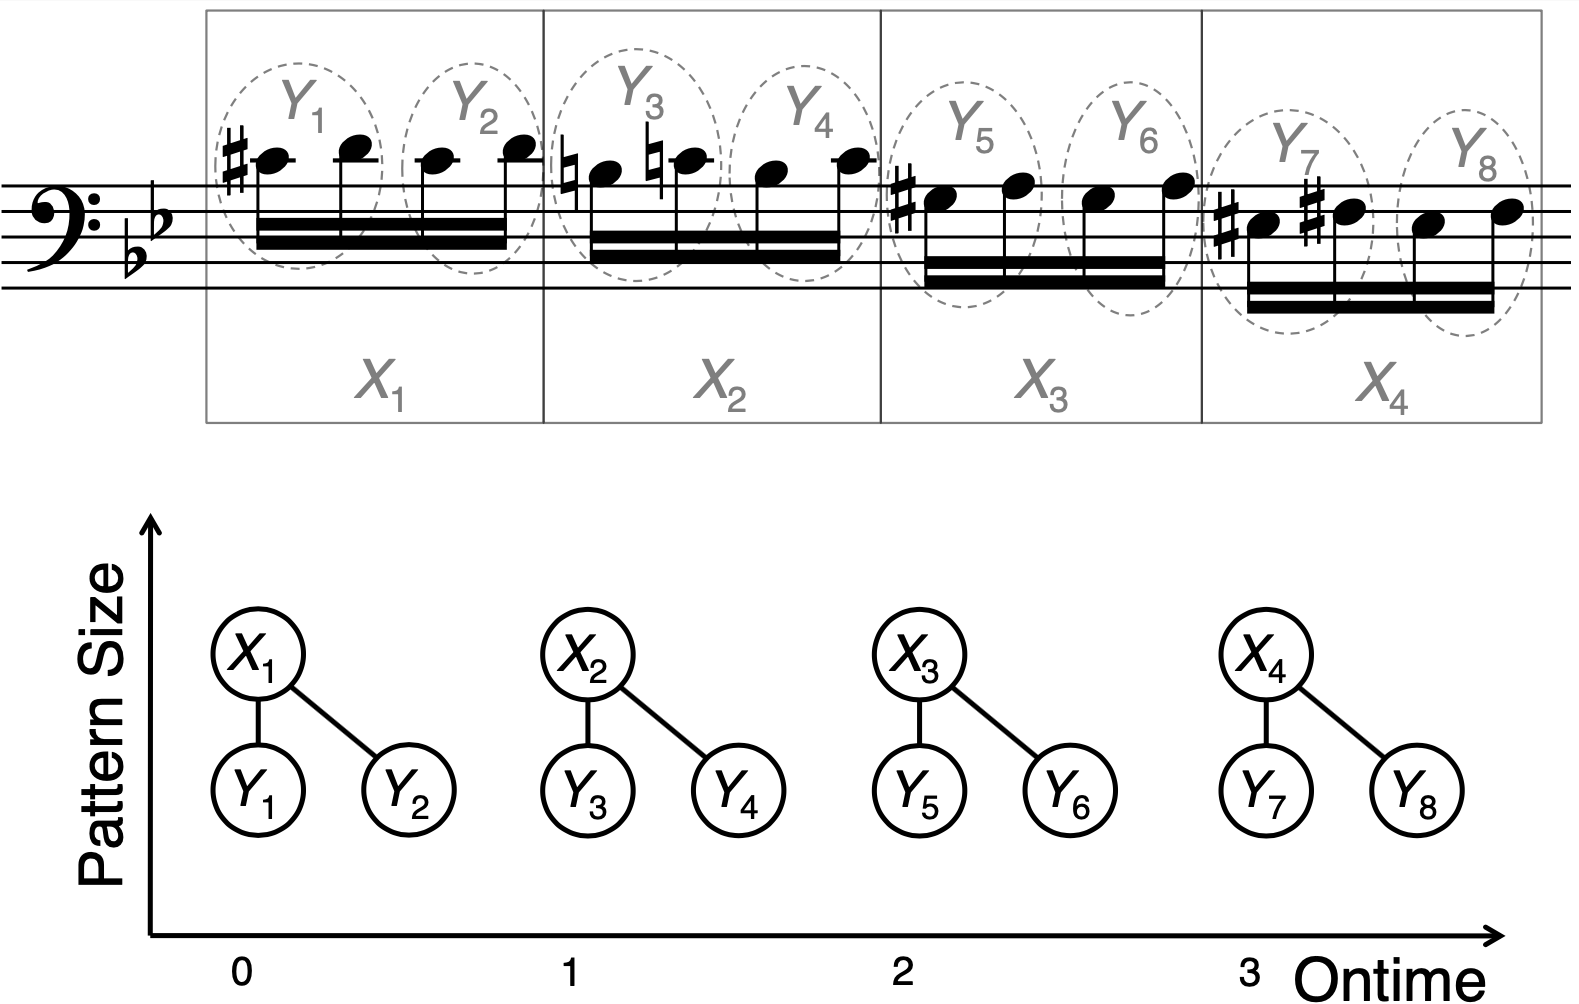 Y1 Y2 Y3 Y4 Y5 Y6 Y7 Y8
X1 X2 X3 X4
Pattern Size
X1 X2 X3 X4
Y1 Y2 Y3 Y4 Y5 Y6 Y7 Y8
0 1 2 3 Ontime